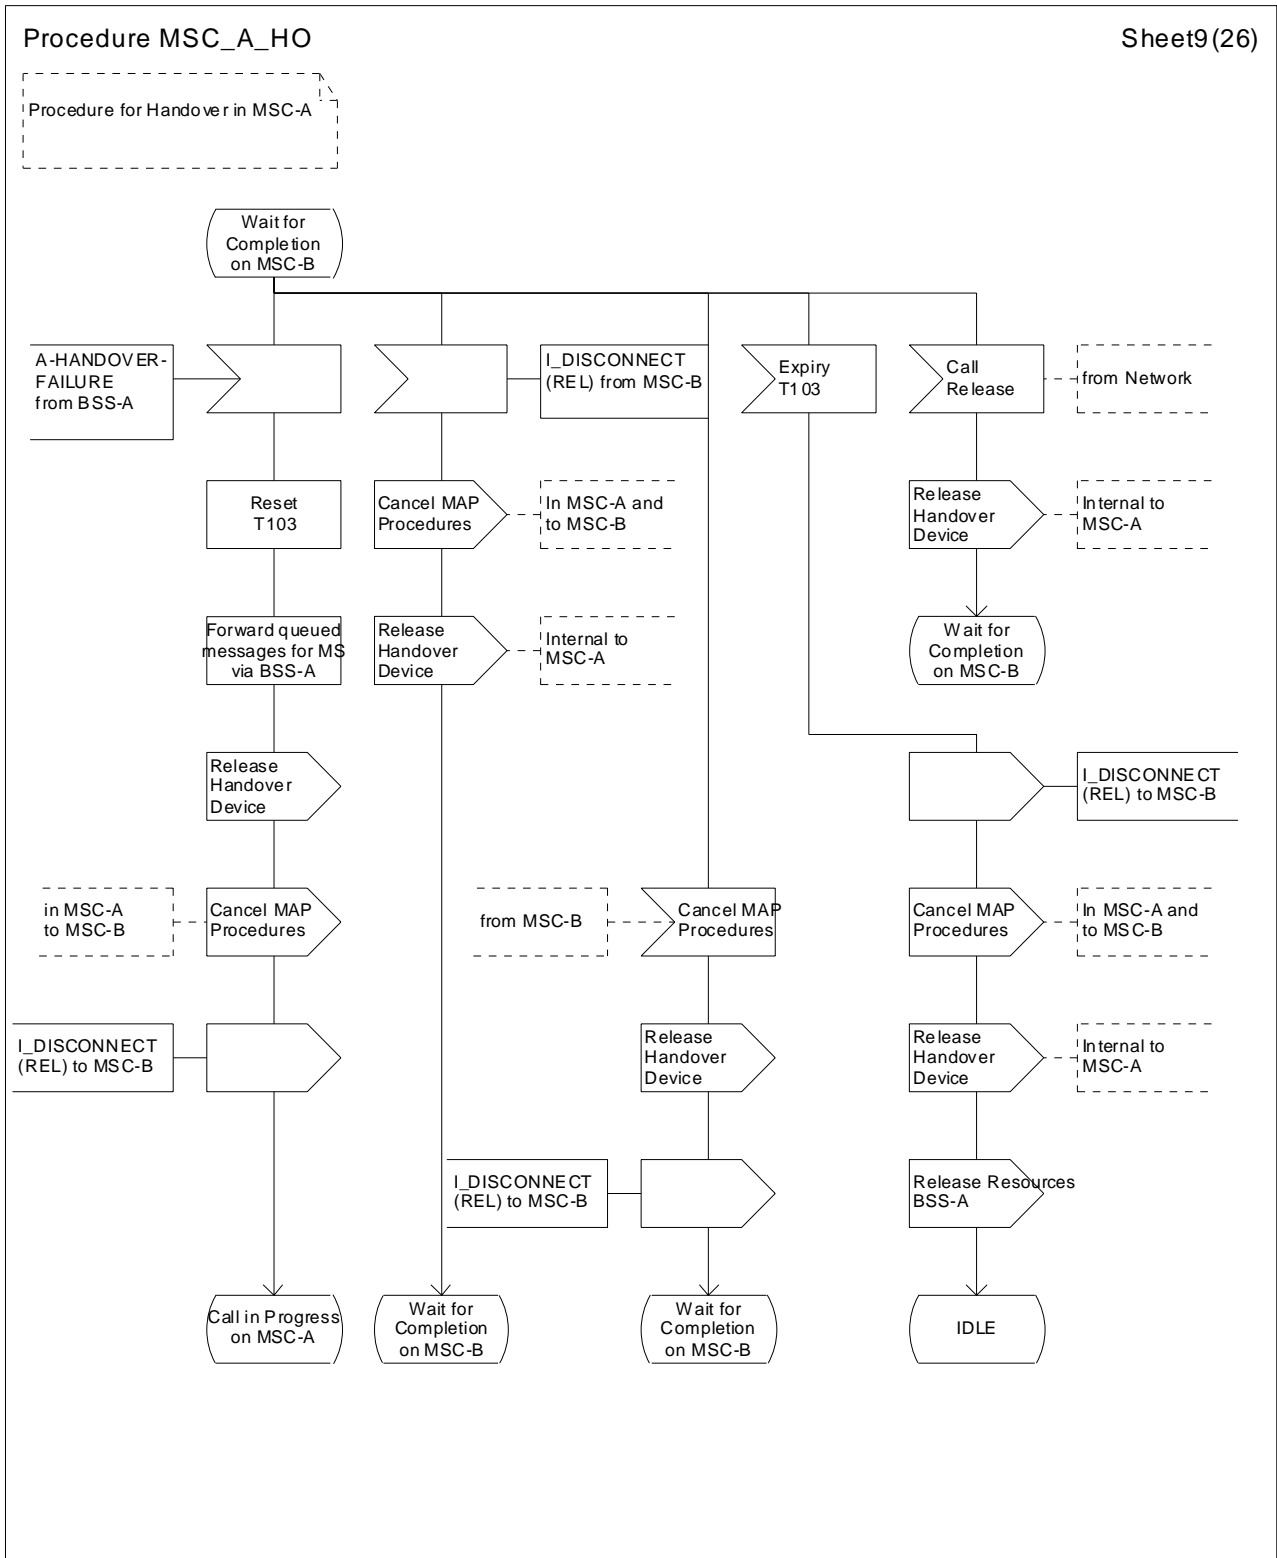 Procedure MSC_A_HO
Sheet9(26)
Procedure for Handover in MSC-A
Wait for
Completion
on MSC-B
A-HANDOVER-
FAILURE
from BSS-A
I_DISCONNECT
(REL) from MSC-B
Expiry
T103
Call
Release
from Network
Reset
T103
Cancel MAP
Procedures
In MSC-A and
to MSC-B
Release
Handover
Device
Internal to
MSC-A
Forward queued
messages for MS
via BSS-A
Release
Handover
Device
Internal to
MSC-A
Wait for
Completion
on MSC-B
Release
Handover
Device
I_DISCONNECT
(REL) to MSC-B
in MSC-A
to MSC-B
Cancel MAP
Procedures
from MSC-B
Cancel MAP
Procedures
Cancel MAP
Procedures
In MSC-A and
to MSC-B
I_DISCONNECT
(REL) to MSC-B
Release
Handover
Device
Release
Handover
Device
Internal to
MSC-A
I_DISCONNECT
(REL) to MSC-B
Release Resources
BSS-A
Call in Progress
on MSC-A
Wait for
Completion
on MSC-B
Wait for
Completion
on MSC-B
IDLE